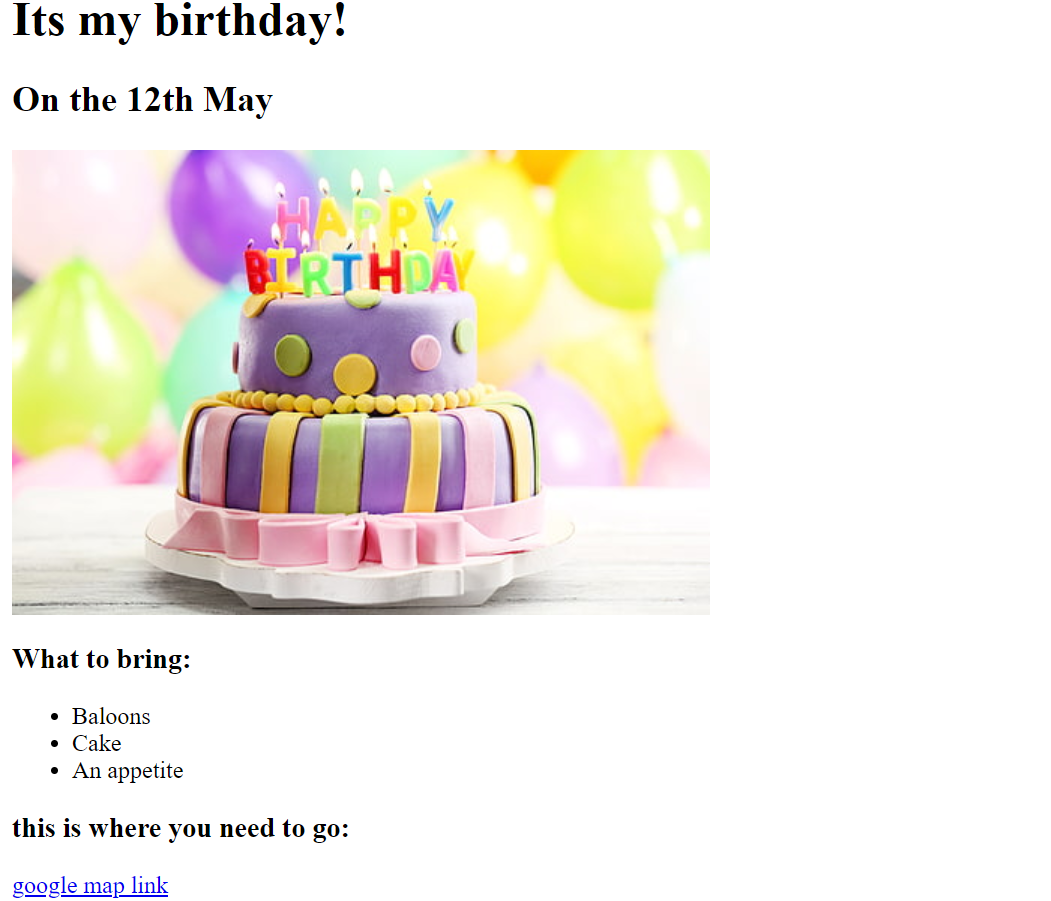 Its my birthday!
On the 12th May
HAPPY
BIRTHDAY
What to bring:
Baloons
Cake
An appetite
this is where you need to go:
google map link